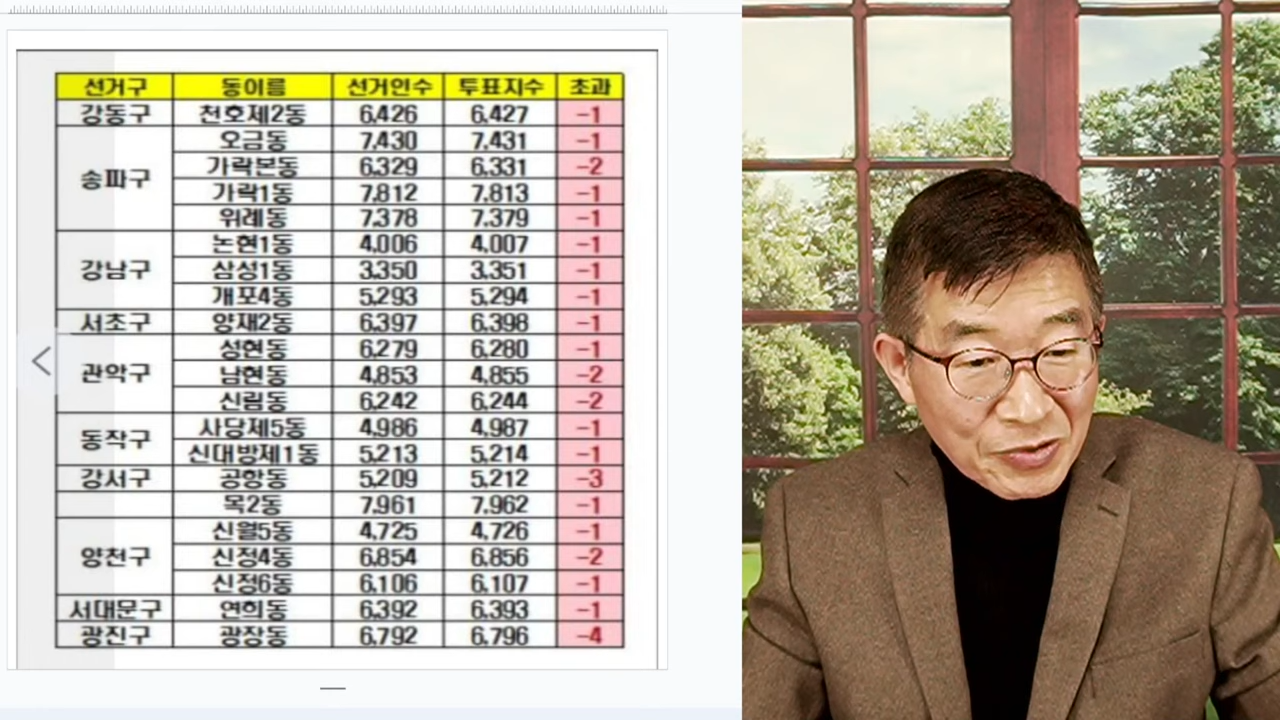 선거구 동이름 선거인수 투표지수 초과
강동구 천호제2동 6,426 6,427 -1
송파구 오금동 7,430 7,431 -1
가락본동 6,329 6,331 -2
가락1동 7,812 7,813 -1
위례동 7,378 7,379 -1
강남구 논현1동 4,006 4,007 -1
삼성1동 3,350 3,351 -1
개포4동 5,293 5,294 -1
서초구 양재2동 6,397 6,398 -1
관악구 성현동 6,279 6,280 -1
남현동 4,853 4,855 -2
신림동 6,242 6,244 -2
동작구 사당제5동 4,986 4,987 -1
신대방제1동 5,213 5,214 -1
강서구 공항동 5,209 5,212 -3
목2동 7,961 7,962 -1
양천구 신월5동 4,725 4,726 -1
신정4동 6,854 6,856 -2
신정6동 6,106 6,107 -1
서대문구 연희동 6,392 6,393 -1
광진구 광장동 6,792 6,796 -4